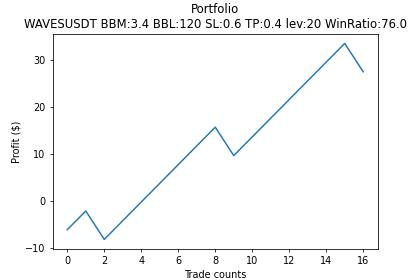 Portfolio
WAVESUSDT BBM:3.4 BBL:120 SL:0.6 TP:0.4 lev:20 WinRatio:76.0
30
20
10
0
−10
Profit ($)
0 2 4 6 8 10 12 14 16
Trade counts